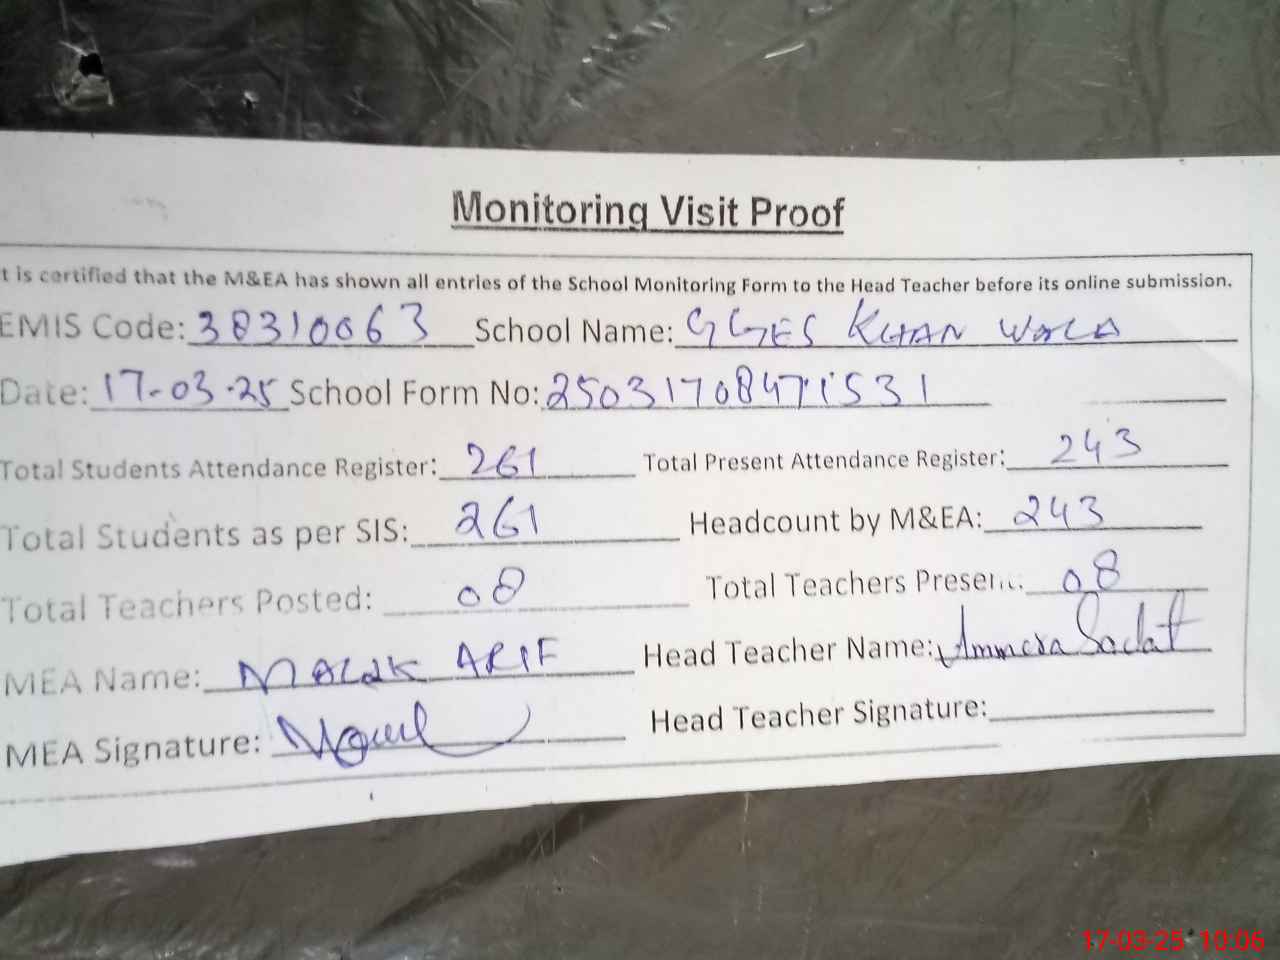 Monitoring Visit Proof
t is certified that the M&EA has shown all entries of the School Monitoring Form to the Head Teacher before its online submission.
EMIS Code: 38310063 School Name: GGES KHAN WALA
Date: 17-03-25 School Form No: 25031708471531
Total Students Attendance Register: 261 Total Present Attendance Register: 243
Total Students as per SIS: 261 Headcount by M&EA: 243
Total Teachers Posted: 08 Total Teachers Present: 08
MEA Name: MALIK ARIF Head Teacher Name: Ammera Sadat
MEA Signature: Head Teacher Signature:
17-03-25 10:06